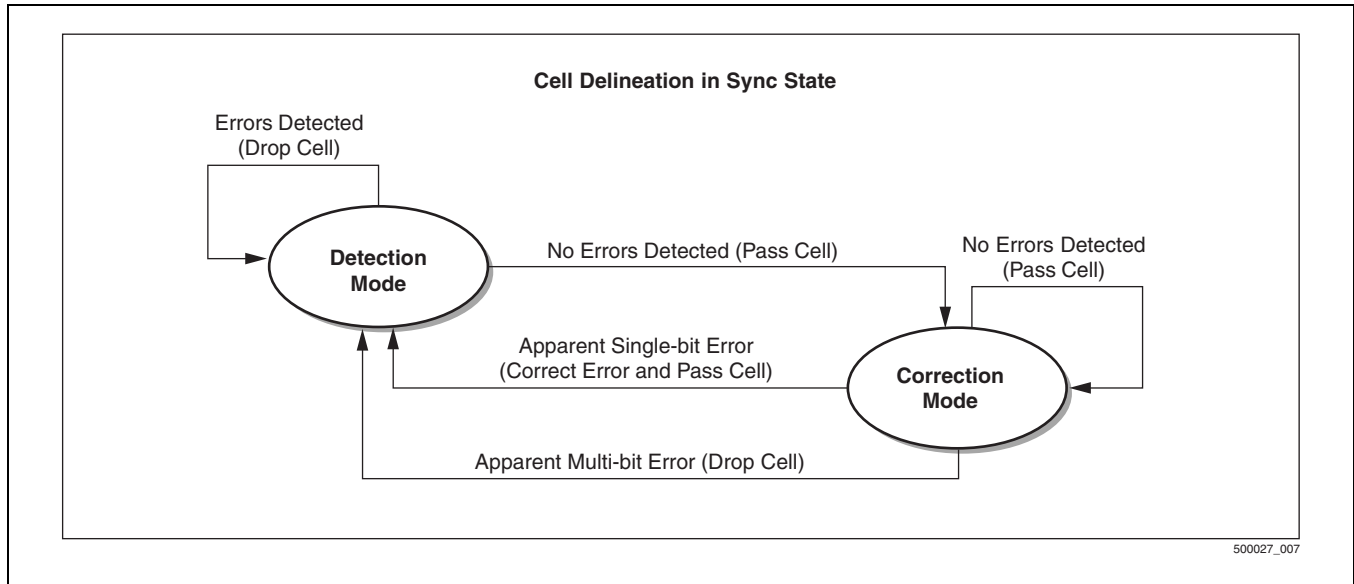 Cell Delineation in Sync State
Errors Detected
(Drop Cell)
Detection
Mode
No Errors Detected (Pass Cell)
No Errors Detected
(Pass Cell)
Apparent Single-bit Error
(Correct Error and Pass Cell)
Correction
Mode
Apparent Multi-bit Error (Drop Cell)
500027_007